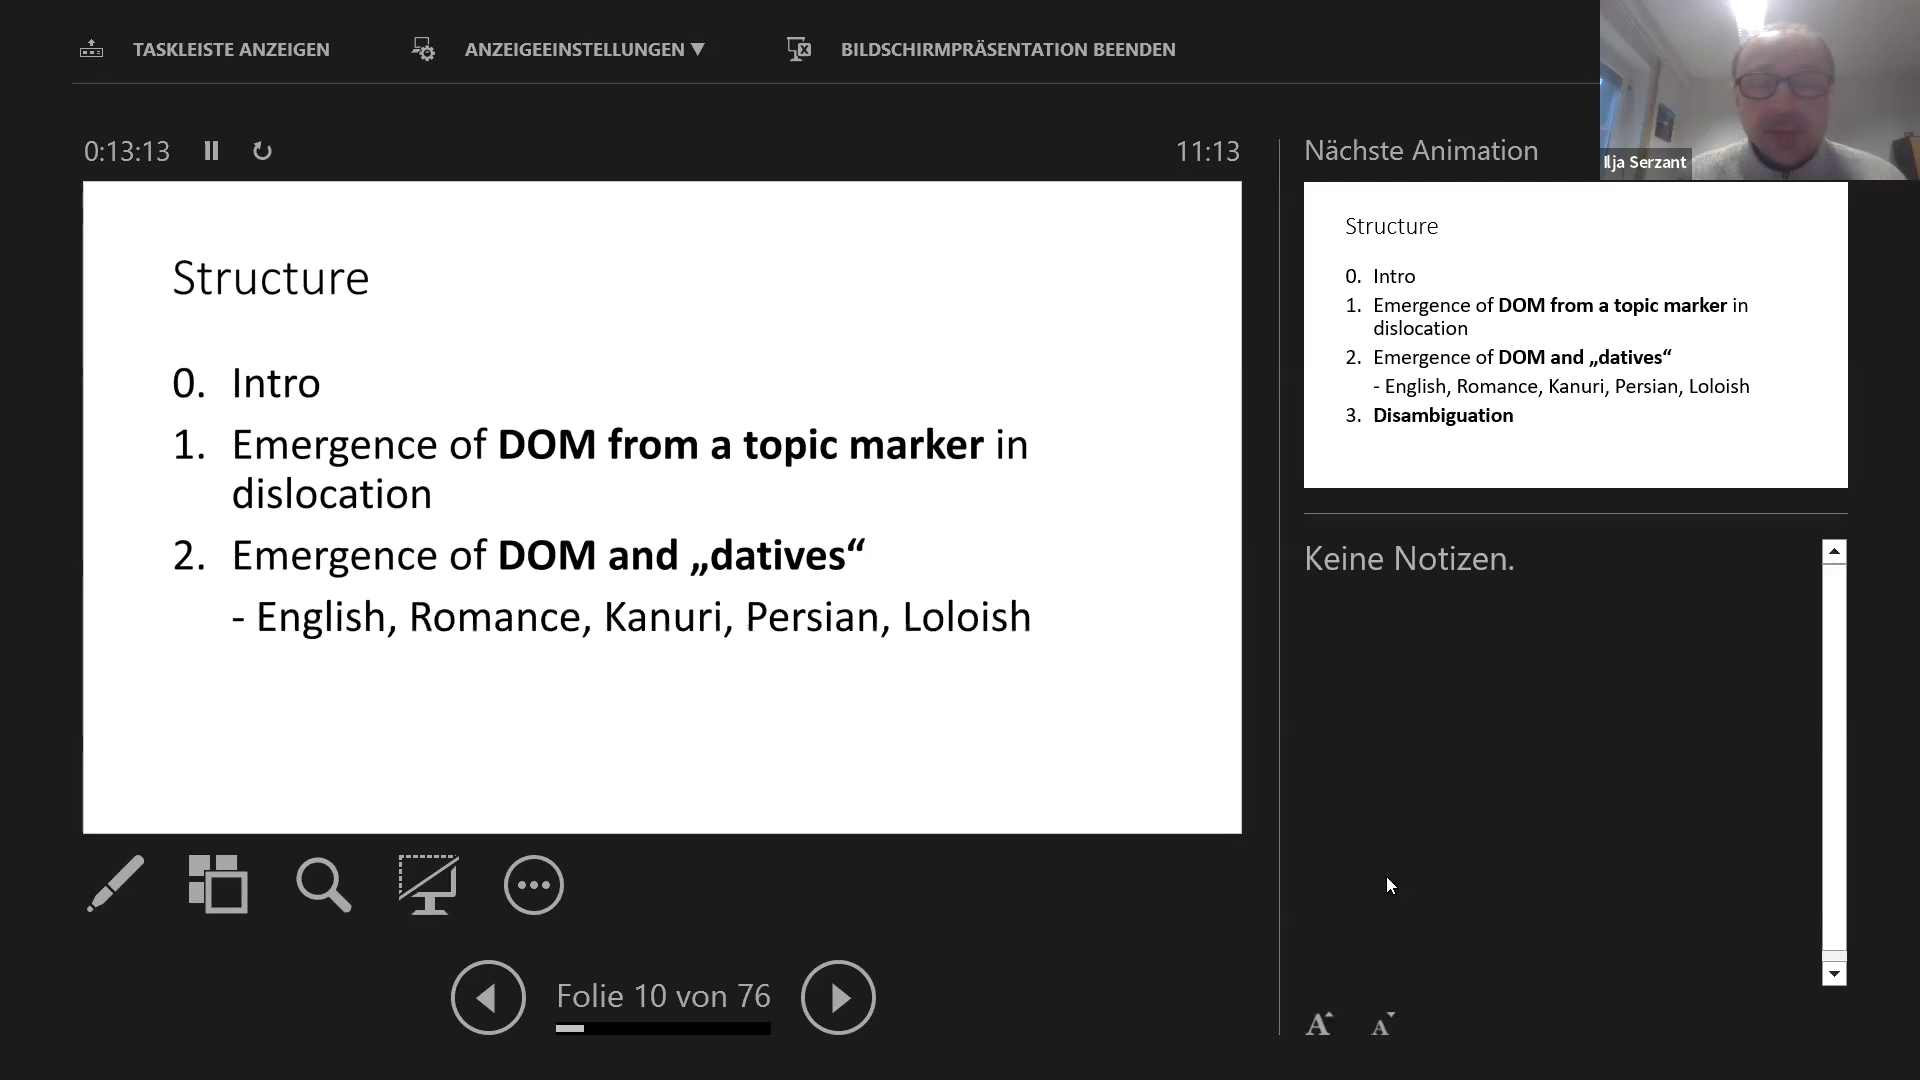 TASKLEISTE ANZEIGEN
ANZEIGEEINSTELLUNGEN ▼
BILDSCHIRMPRÄSENTATION BEENDEN
0:13:13
11:13
Structure
0. Intro
1. Emergence of DOM from a topic marker in
dislocation
2. Emergence of DOM and „datives“
- English, Romance, Kanuri, Persian, Loloish
Folie 10 von 76
Nächste Animation
Ilja Serzant
Structure
0. Intro
1. Emergence of DOM from a topic marker in
dislocation
2. Emergence of DOM and „datives“
- English, Romance, Kanuri, Persian, Loloish
3. Disambiguation
Keine Notizen.
A A